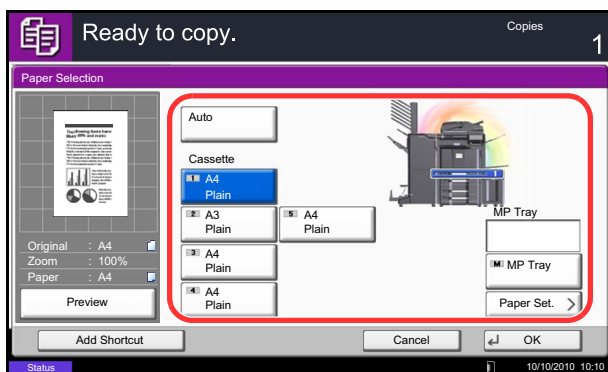 Ready to copy.
Copies
1
Paper Selection
Auto
Cassette
1 A4
Plain
2 A3
Plain
5 A4
Plain
3 A4
Plain
4 A4
Plain
1
MP Tray
M MP Tray
Paper Set.
Original : A4
Zoom : 100%
Paper : A4
Preview
Add Shortcut
Cancel
OK
Status
10/10/2010 10:10